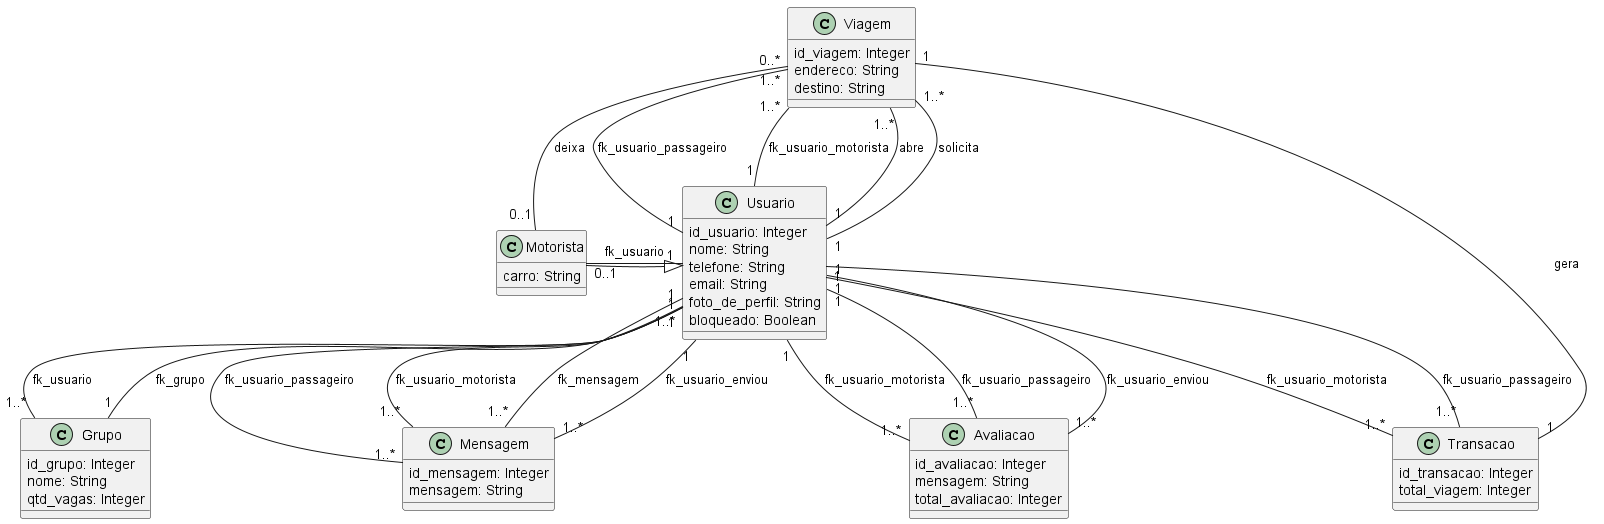 C Viagem
id_viagem: Integer
endereco: String
destino: String
0..*
1..*
1..*
1..*
1..*
1
deixa
fk_usuario_passageiro
fk_usuario_motorista
abre
solicita
gera
0..1
1
1
1
1
C Usuario
id_usuario: Integer
nome: String
telefone: String
email: String
foto_de_perfil: String
bloqueado: Boolean
C Motorista
carro: String
fk_usuario
1
0..1
1
1
1..*
1
1
1
1
1
1
1
fk_usuario
fk_grupo
fk_usuario_passageiro
fk_usuario_motorista
fk_mensagem
fk_usuario_enviou
fk_usuario_motorista
fk_usuario_passageiro
fk_usuario_enviou
fk_usuario_motorista
fk_usuario_passageiro
1..*
1
1..*
1..*
1..*
1..*
1..*
1..*
1..*
1..*
1..*
1
C Grupo
id_grupo: Integer
nome: String
qtd_vagas: Integer
C Mensagem
id_mensagem: Integer
mensagem: String
C Avaliacao
id_avaliacao: Integer
mensagem: String
total_avaliacao: Integer
C Transacao
id_transacao: Integer
total_viagem: Integer